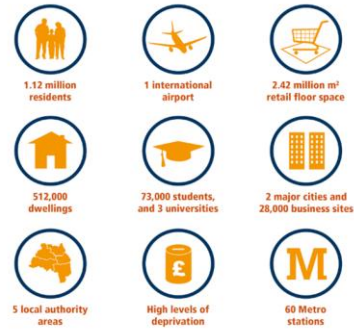 1.12 million
residents
1 international
airport
2.42 million m²
retail floor space
512,000
dwellings
73,000 students,
and 3 universities
2 major cities and
28,000 business sites
£
M
5 local authority
areas
High levels of
deprivation
60 Metro
stations